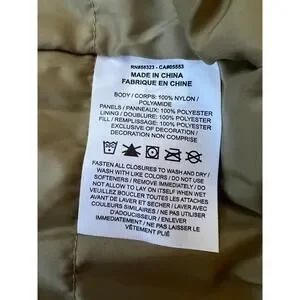 RN#56323 - CA#05553
MADE IN CHINA
FABRIQUE EN CHINE
BODY / CORPS: 100% NYLON /
POLYAMIDE
PANELS / PANNEAUX: 100% POLYESTER
LINING / DOUBLURE: 100% POLYESTER
FILL / REMPLISSAGE: 100% POLYESTER
EXCLUSIVE OF DECORATION /
DECORATION NON COMPRISE
FASTEN ALL CLOSURES TO WASH AND DRY /
WASH WITH LIKE COLORS / DO NOT USE
SOFTENERS / REMOVE IMMEDIATELY / DO
NOT ALLOW TO LAY ON ITSELF WHEN WET
VEUILLEZ BOUCLER TOUTES LES ATTACHES
AVANT DE LAVER ET SECHER / LAVER AVEC
COULEURS SIMILAIRES / NE PAS UTILISER
D'ADOUCISSEUR / ENLEVER
IMMÉDIATEMENT / NE PAS LAISSER LE
VÊTEMENT PLIÉ